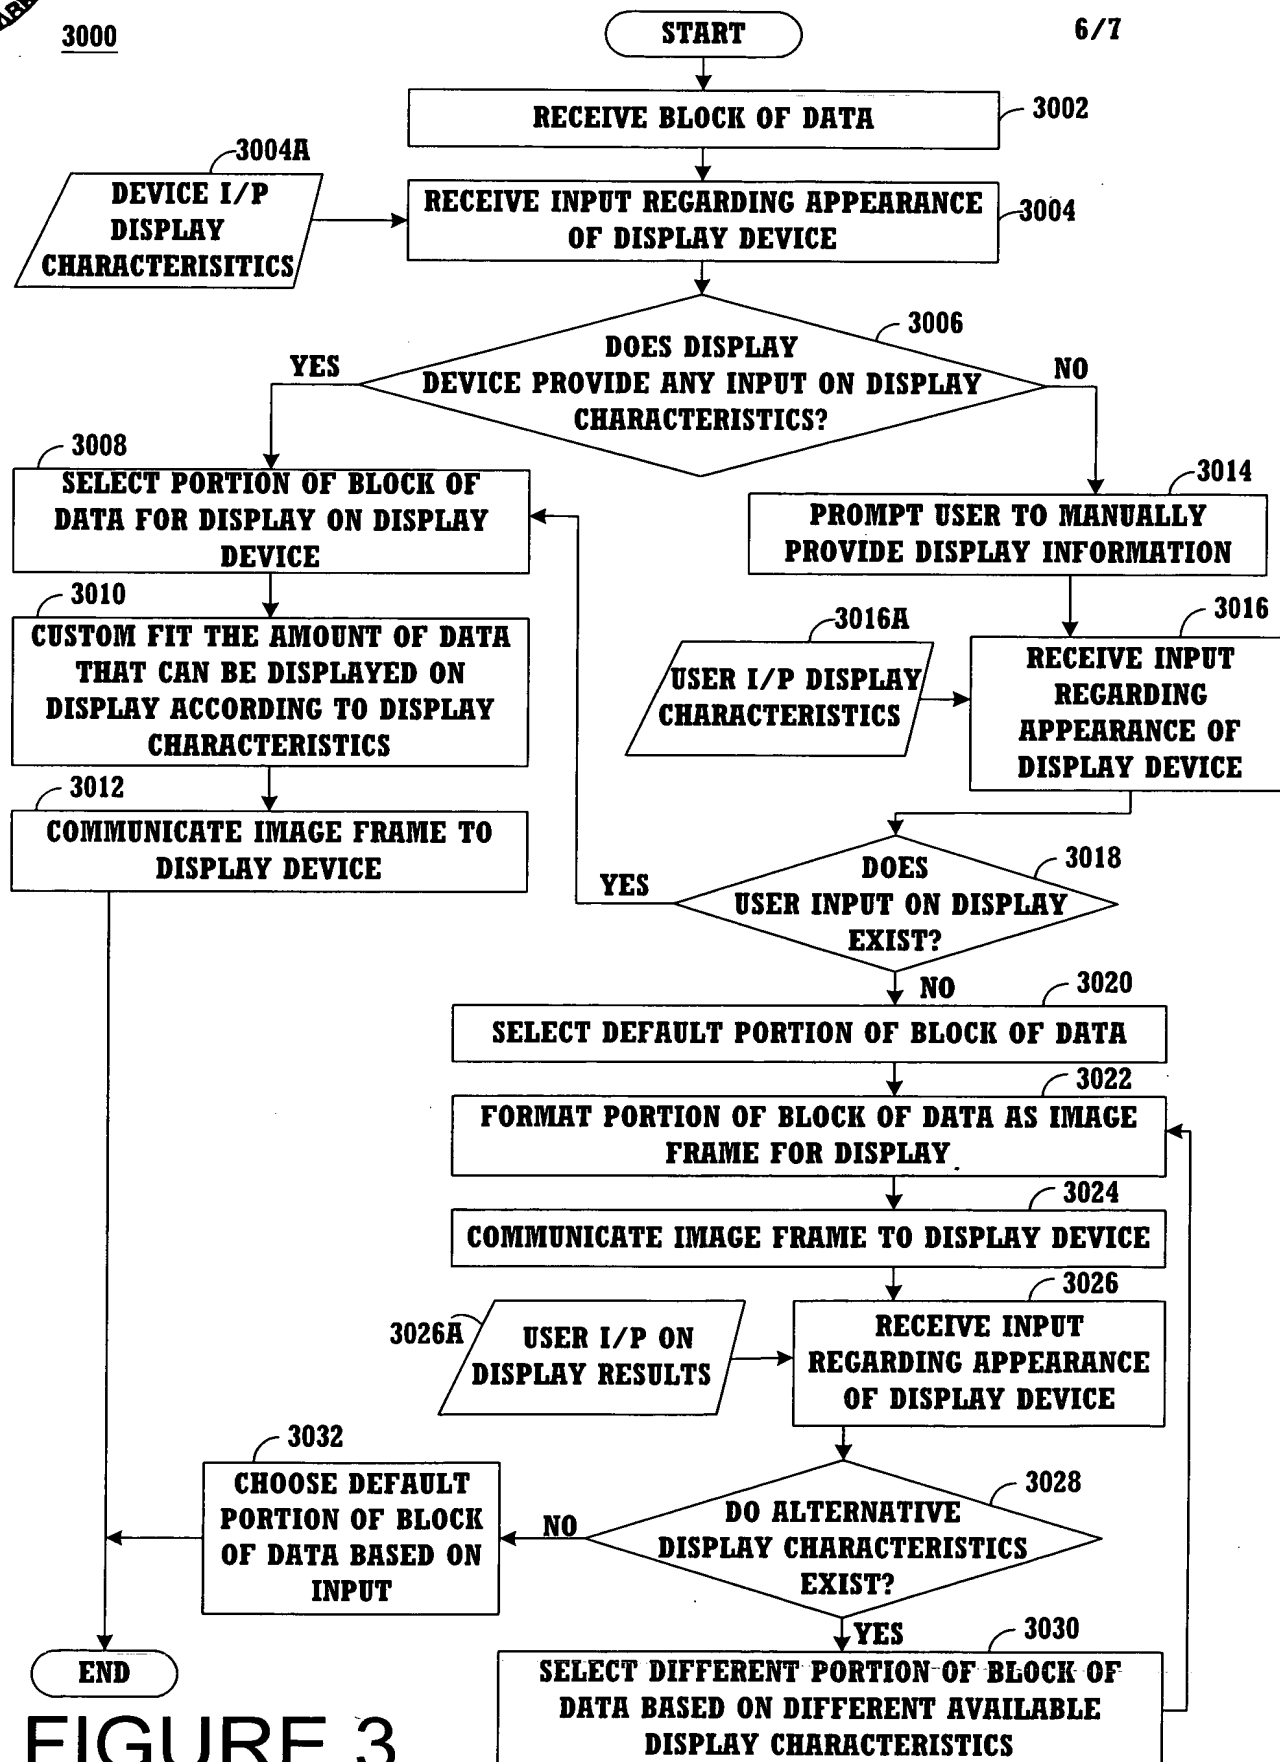 3000
START
6/7
RECEIVE BLOCK OF DATA
3002
3004A
DEVICE I/P
DISPLAY
CHARACTERISITICS
RECEIVE INPUT REGARDING APPEARANCE
OF DISPLAY DEVICE
3004
3006
DOES DISPLAY
DEVICE PROVIDE ANY INPUT ON DISPLAY
CHARACTERISTICS?
YES
NO
3008
SELECT PORTION OF BLOCK OF
DATA FOR DISPLAY ON DISPLAY
DEVICE
3014
PROMPT USER TO MANUALLY
PROVIDE DISPLAY INFORMATION
3010
CUSTOM FIT THE AMOUNT OF DATA
THAT CAN BE DISPLAYED ON
DISPLAY ACCORDING TO DISPLAY
CHARACTERISTICS
3016A
USER I/P DISPLAY
CHARACTERISTICS
3016
RECEIVE INPUT
REGARDING
APPEARANCE OF
DISPLAY DEVICE
3012
COMMUNICATE IMAGE FRAME TO
DISPLAY DEVICE
3018
DOES
USER INPUT ON DISPLAY
EXIST?
YES
NO
3020
SELECT DEFAULT PORTION OF BLOCK OF DATA
3022
FORMAT PORTION OF BLOCK OF DATA AS IMAGE
FRAME FOR DISPLAY
3024
COMMUNICATE IMAGE FRAME TO DISPLAY DEVICE
3026
3026A
USER I/P ON
DISPLAY RESULTS
RECEIVE INPUT
REGARDING APPEARANCE
OF DISPLAY DEVICE
3032
CHOOSE DEFAULT
PORTION OF BLOCK
OF DATA BASED ON
INPUT
NO
3028
DO ALTERNATIVE
DISPLAY CHARACTERISTICS
EXIST?
YES
3030
SELECT DIFFERENT PORTION OF BLOCK OF
DATA BASED ON DIFFERENT AVAILABLE
DISPLAY CHARACTERISTICS
END
FIGURE 3